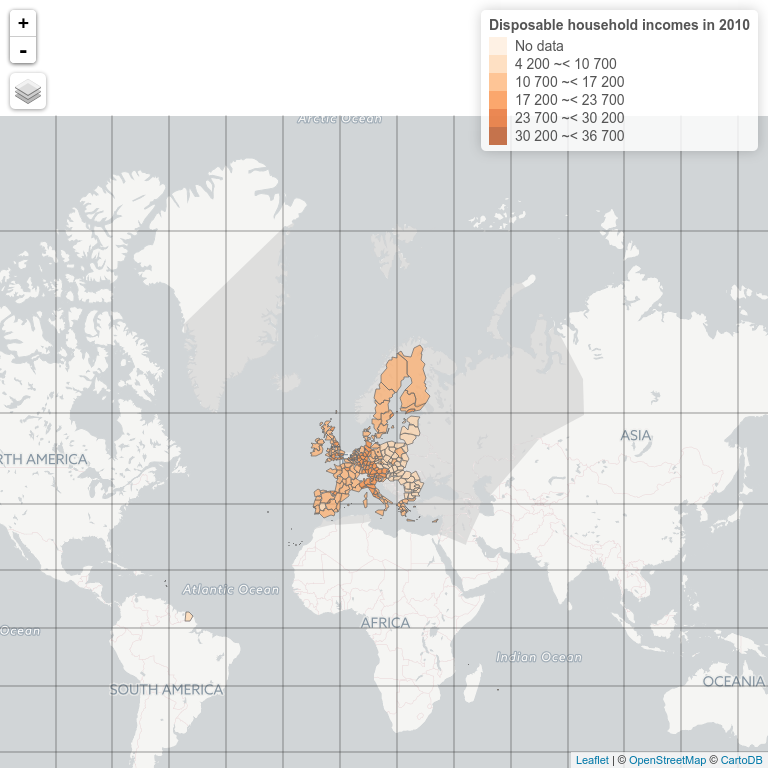 +
-
Disposable household incomes in 2010
No data
4 200 ~< 10 700
10 700 ~< 17 200
17 200 ~< 23 700
23 700 ~< 30 200
30 200 ~< 36 700
Arctic Ocean
ASIA
RTH AMERICA
Atlantic Ocean
AFRICA
Ocean
Indian Ocean
OCEANIA
SOUTH AMERICA
Leaflet | © OpenStreetMap © CartoDB